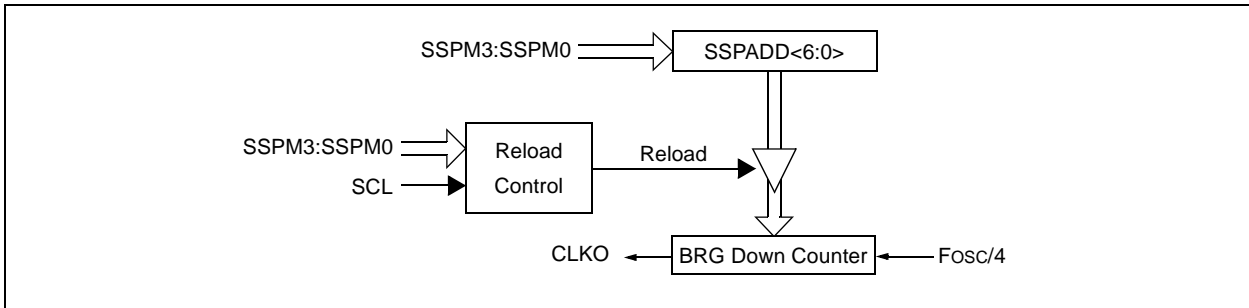 SSPM3:SSPM0
SSPADD<6:0>
SSPM3:SSPM0
SCL
Reload
Control
Reload
CLKO
BRG Down Counter
FOSC/4